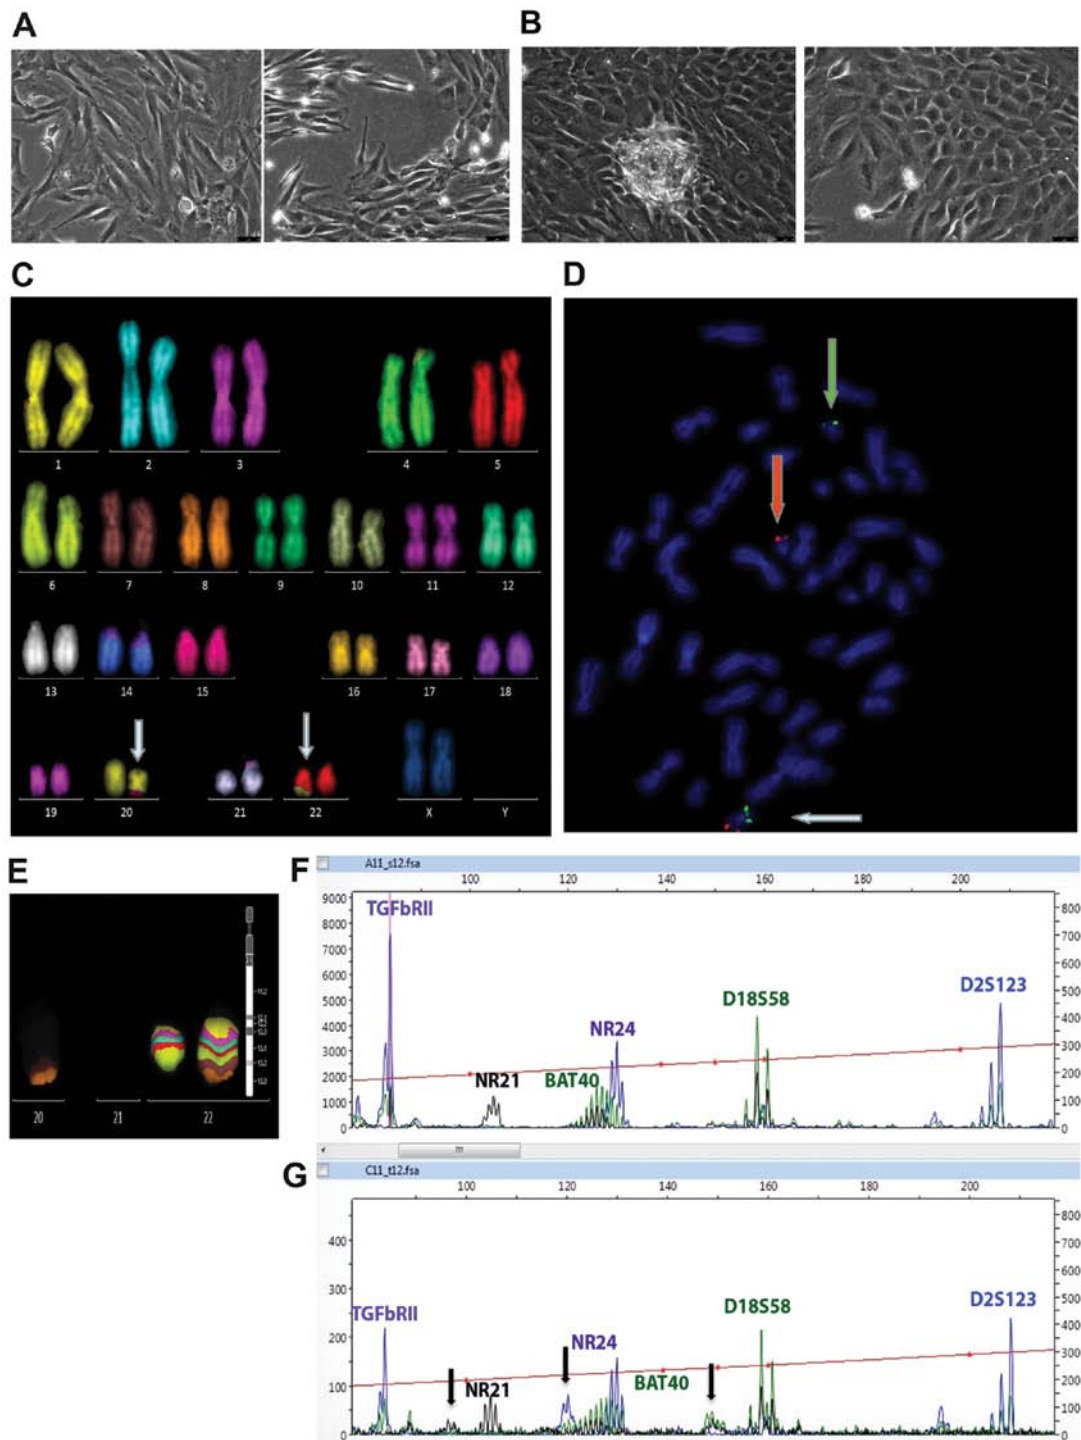 A
B
C
D
1 2 3 4 5
6 7 8 9 10 11 12
13 14 15 16 17 18
19 20 21 22 X Y
E
20 21 22
F
A11_s12.fsa
100 120 140 160 180 200
9000 8000 7000 6000 5000 4000 3000 2000 1000 0
800 700 600 500 400 300 200 100 0
TGFbRII
NR21
BAT40
NR24
D18S58
D2S123
G
C11_t12.fsa
100 120 140 160 180 200
400 300 200 100 0
800 700 600 500 400 300 200 100 0
TGFbRII
NR21
NR24
BAT40
D18S58
D2S123